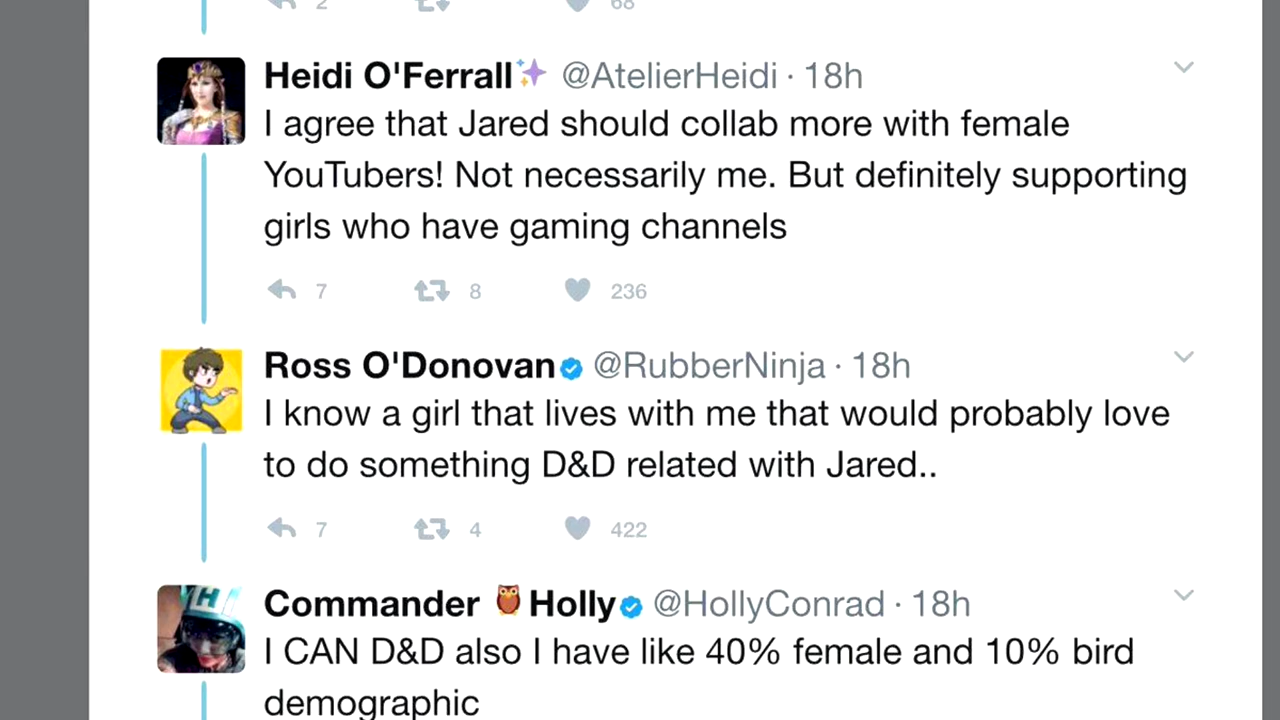 2 68
Heidi O'Ferrall✨ @AtelierHeidi · 18h
I agree that Jared should collab more with female
YouTubers! Not necessarily me. But definitely supporting
girls who have gaming channels
7 8 236
Ross O'Donovan @RubberNinja · 18h
I know a girl that lives with me that would probably love
to do something D&D related with Jared..
7 4 422
H
Commander 🦉Holly @HollyConrad · 18h
I CAN D&D also I have like 40% female and 10% bird
demographic